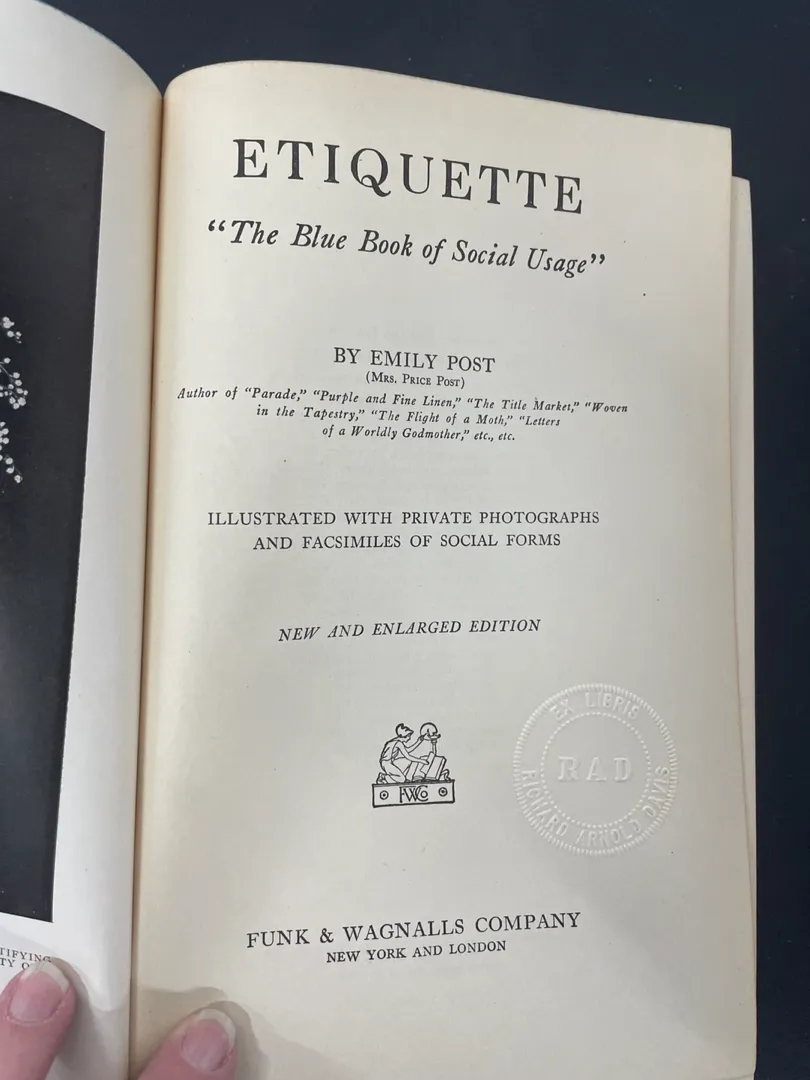 ETIQUETTE
“The Blue Book of Social Usage”
BY EMILY POST
(MRS. PRICE POST)
Author of “Parade,” “Purple and Fine Linen,” “The Title Market,” “Woven
in the Tapestry,” “The Flight of a Moth,” “Letters
of a Worldly Godmother,” etc., etc.
ILLUSTRATED WITH PRIVATE PHOTOGRAPHS
AND FACSIMILES OF SOCIAL FORMS
NEW AND ENLARGED EDITION
EX LIBRIS
RAD
RICHARD ARNOLD DAVIS
FWCo
FUNK & WAGNALLS COMPANY
NEW YORK AND LONDON